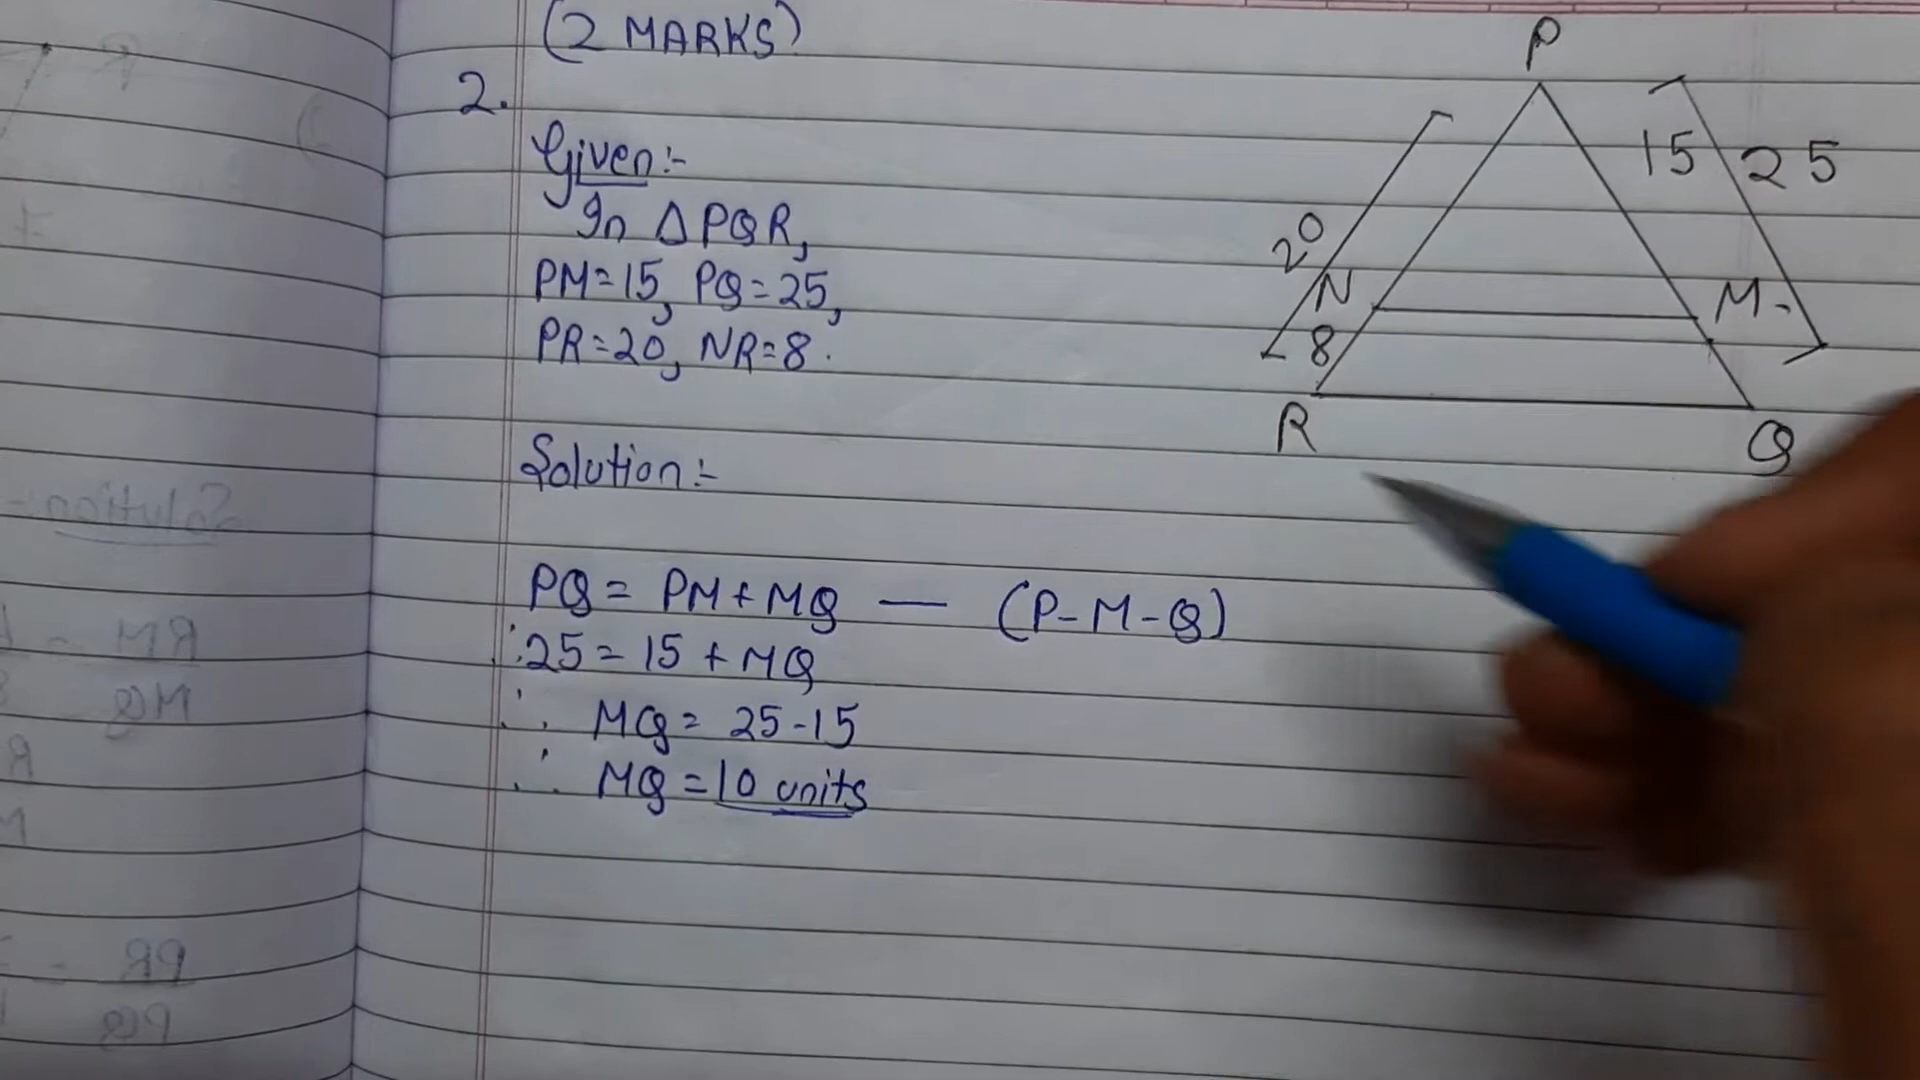 (2 MARKS)
2.
Given:-
In △PQR,
PM=15, PQ=25,
PR=20, NR=8.
Solution:-
PQ = PM+MQ — (P-M-Q)
∴25=15+MQ
∴ MQ= 25-15
∴ MQ=10 units
P
15
25
20
N
M
8
R
Q